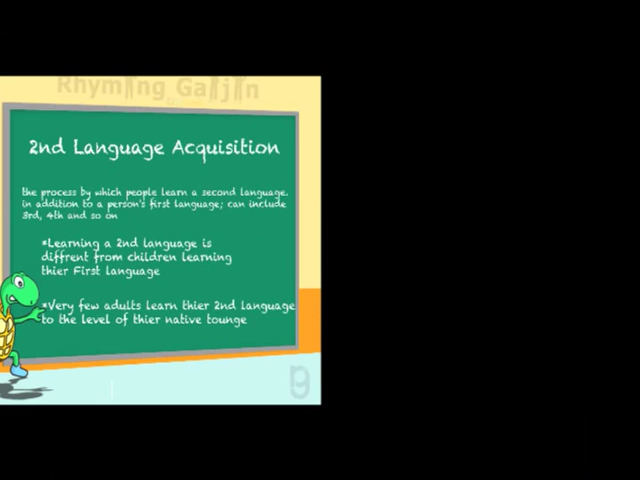 Rhyming Gaijin
2nd Language Acquisition
the process by which people learn a second language.
in addition to a person's first language; can include
3rd, 4th and so on
*Learning a 2nd language is
diffrent from children learning
thier First language
*Very few adults learn thier 2nd language
to the level of thier native tounge